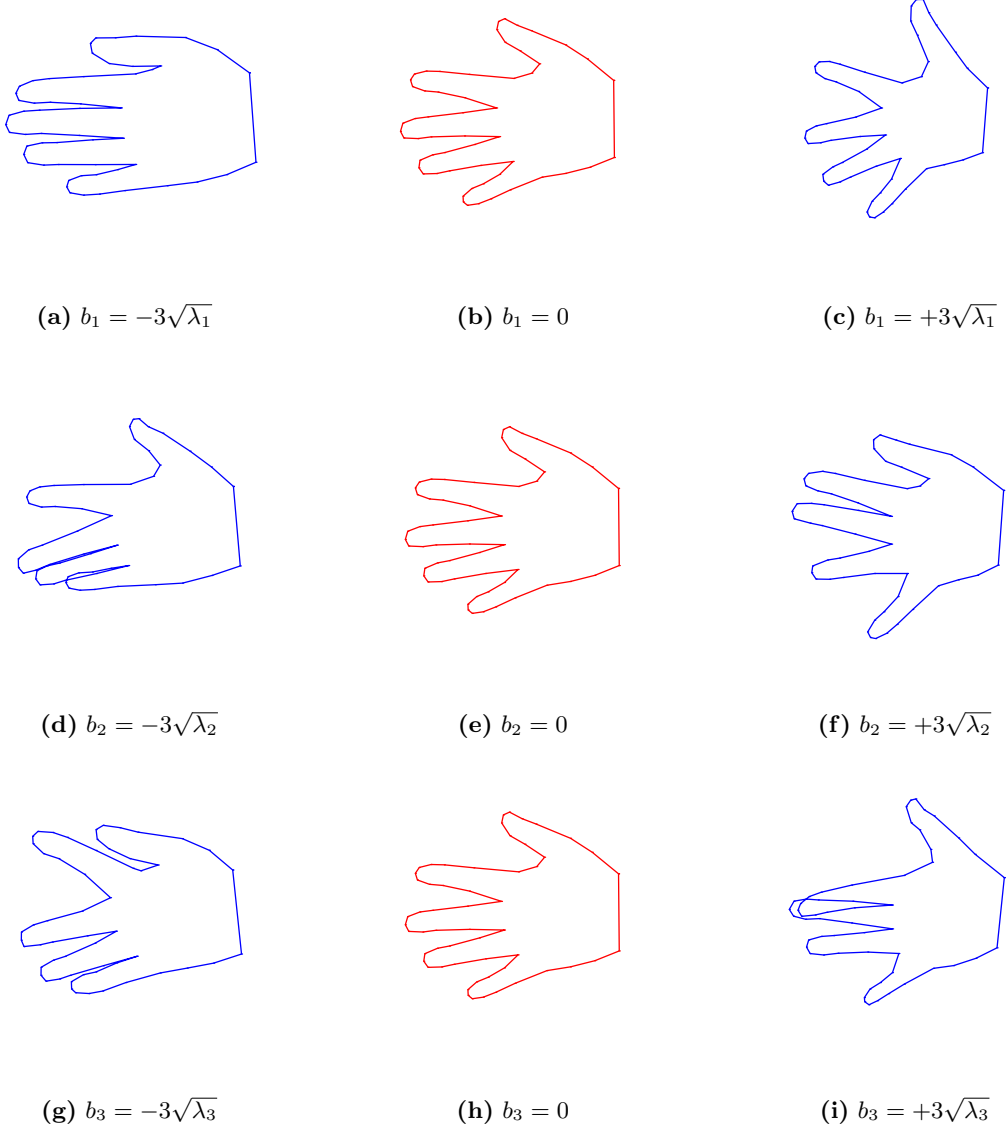 (a) b₁ = −3√λ₁
(b) b₁ = 0
(c) b₁ = +3√λ₁
(d) b₂ = −3√λ₂
(e) b₂ = 0
(f) b₂ = +3√λ₂
(g) b₃ = −3√λ₃
(h) b₃ = 0
(i) b₃ = +3√λ₃